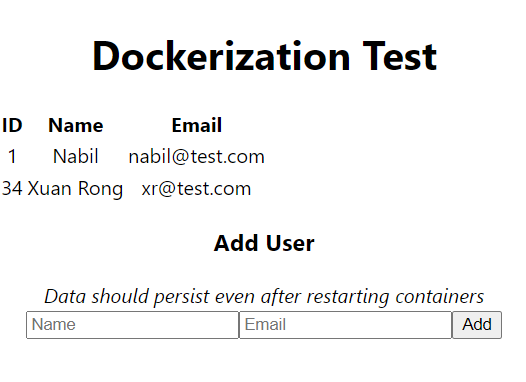 Dockerization Test
ID Name Email
1 Nabil nabil@test.com
34 Xuan Rong xr@test.com
Add User
Data should persist even after restarting containers
Name Email Add